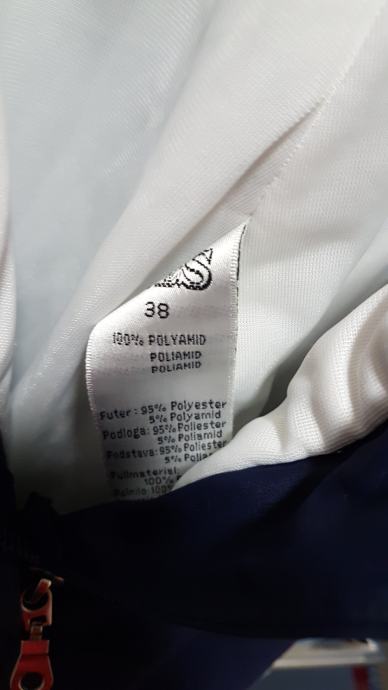 38
100% POLYAMID
POLIAMID
POLIAMID
Futer: 95% Polyester
5% Polyamid
Podloga: 95% Poliester
5% Poliamid
Podstava: 95% Poliester
5%
Füllmaterial:
100%